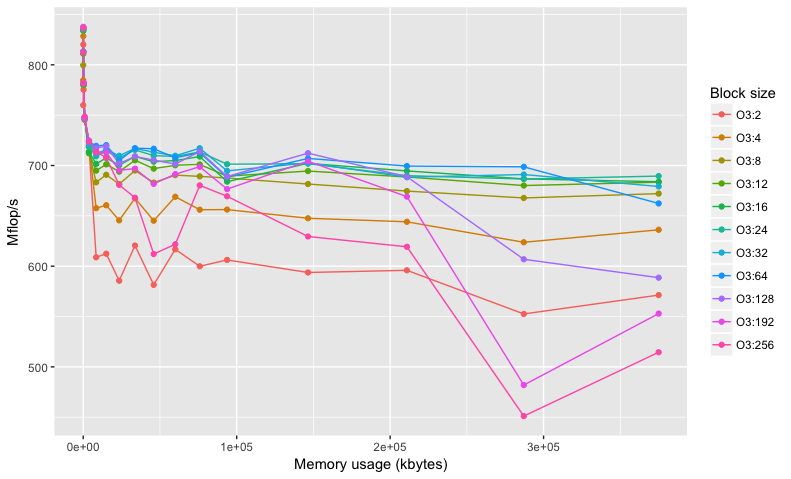 800
700
600
500
Mflop/s
0e+00 1e+05 2e+05 3e+05
Memory usage (kbytes)
Block size
O3:2
O3:4
O3:8
O3:12
O3:16
O3:24
O3:32
O3:64
O3:128
O3:192
O3:256